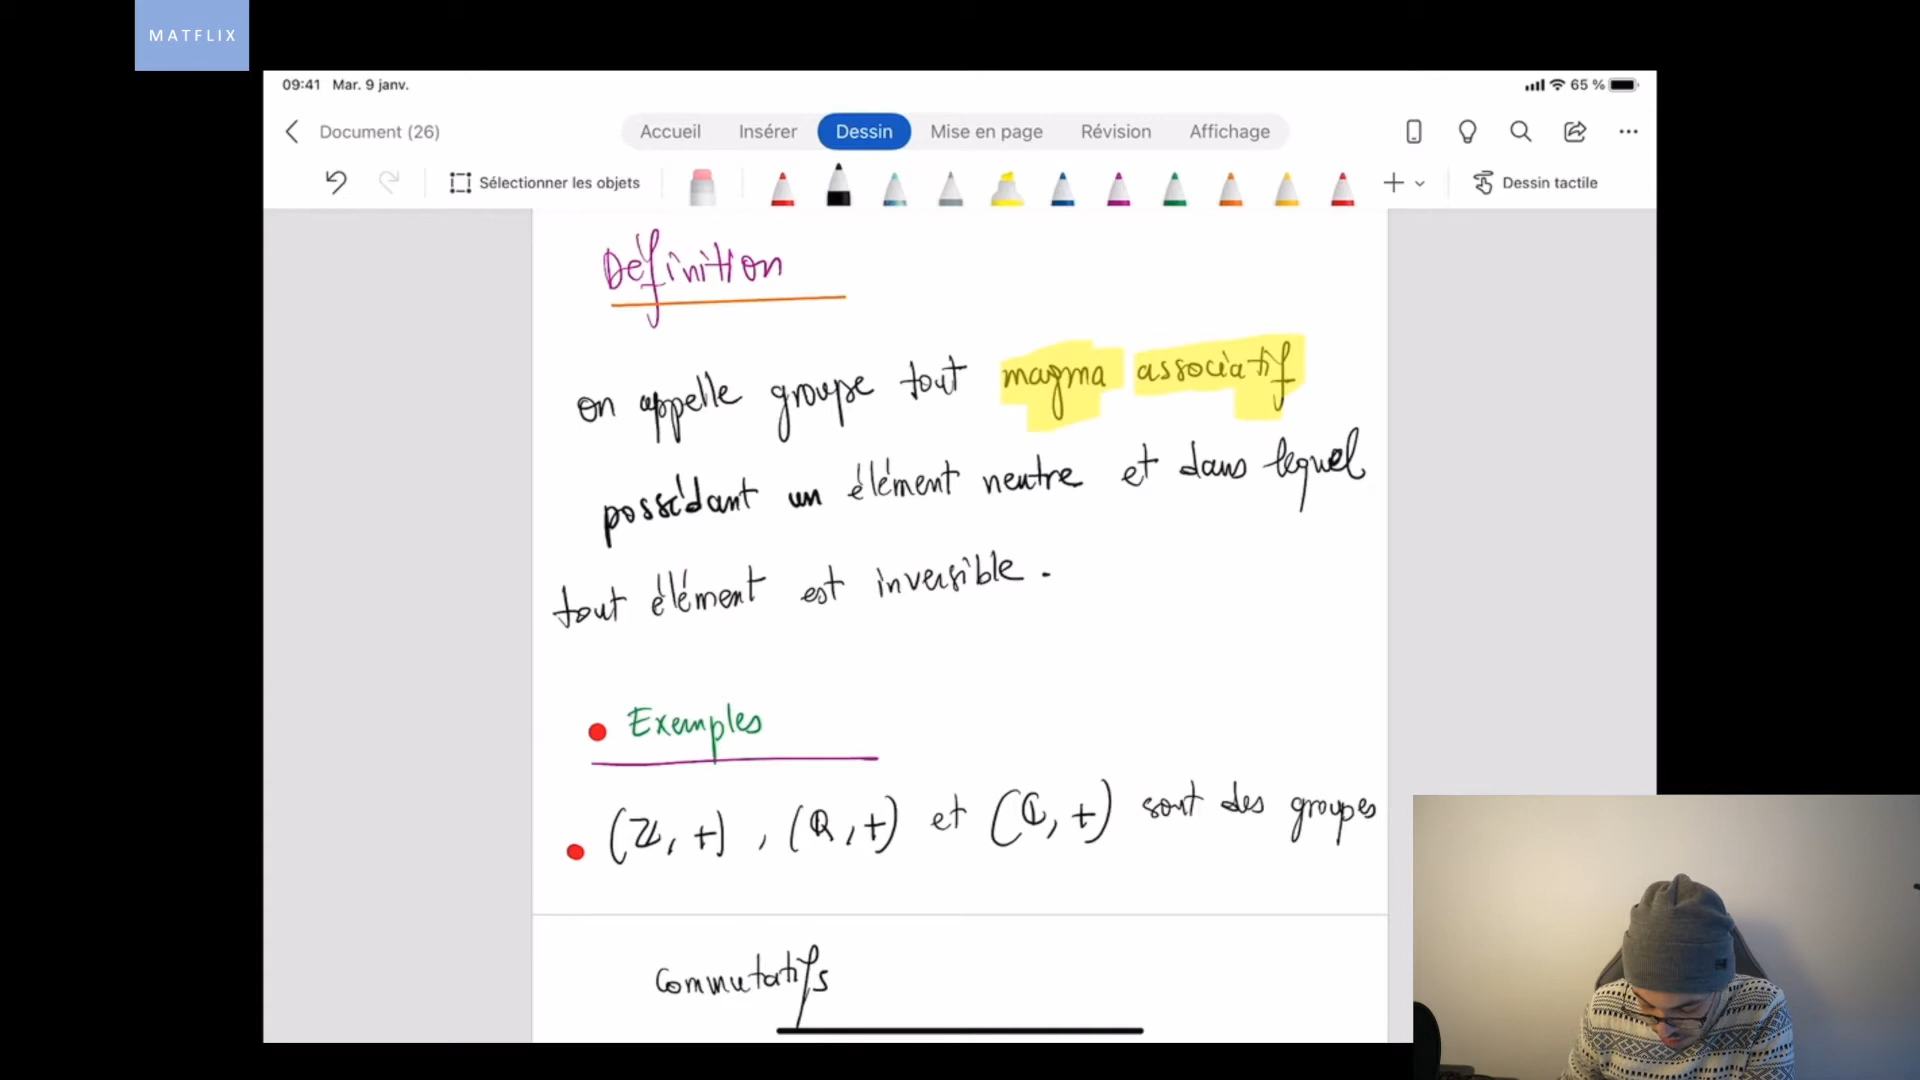 MATFLIX
09:41 Mar. 9 janv.
65 %
Document (26)
Accueil Insérer Dessin Mise en page Révision Affichage
Sélectionner les objets
Dessin tactile
Définition
on appelle groupe tout magma associatif
possédant un élément neutre et dans lequel
tout élément est inversible.
Exemples
(ℤ, +), (ℚ, +) et (ℂ, +) sont des groupes
Commutatifs